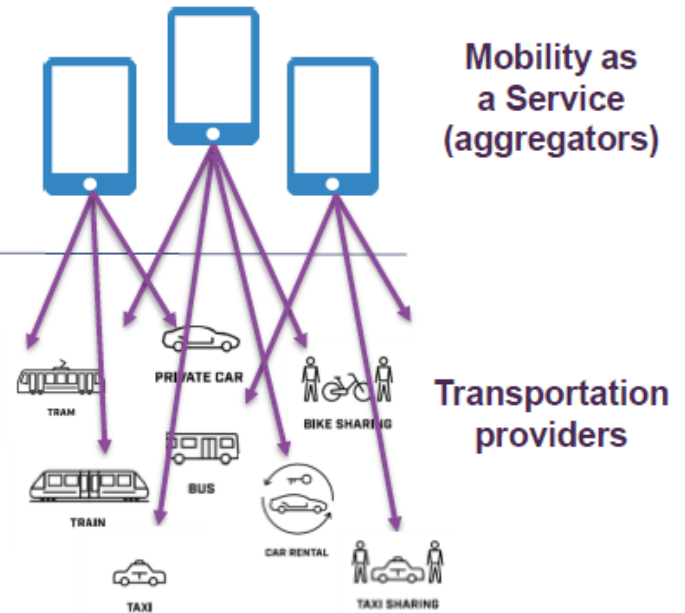 Mobility as
a Service
(aggregators)
PRIVATE CAR
TRAM
BIKE SHARING
Transportation
providers
BUS
TRAIN
CAR RENTAL
TAXI
TAXI SHARING